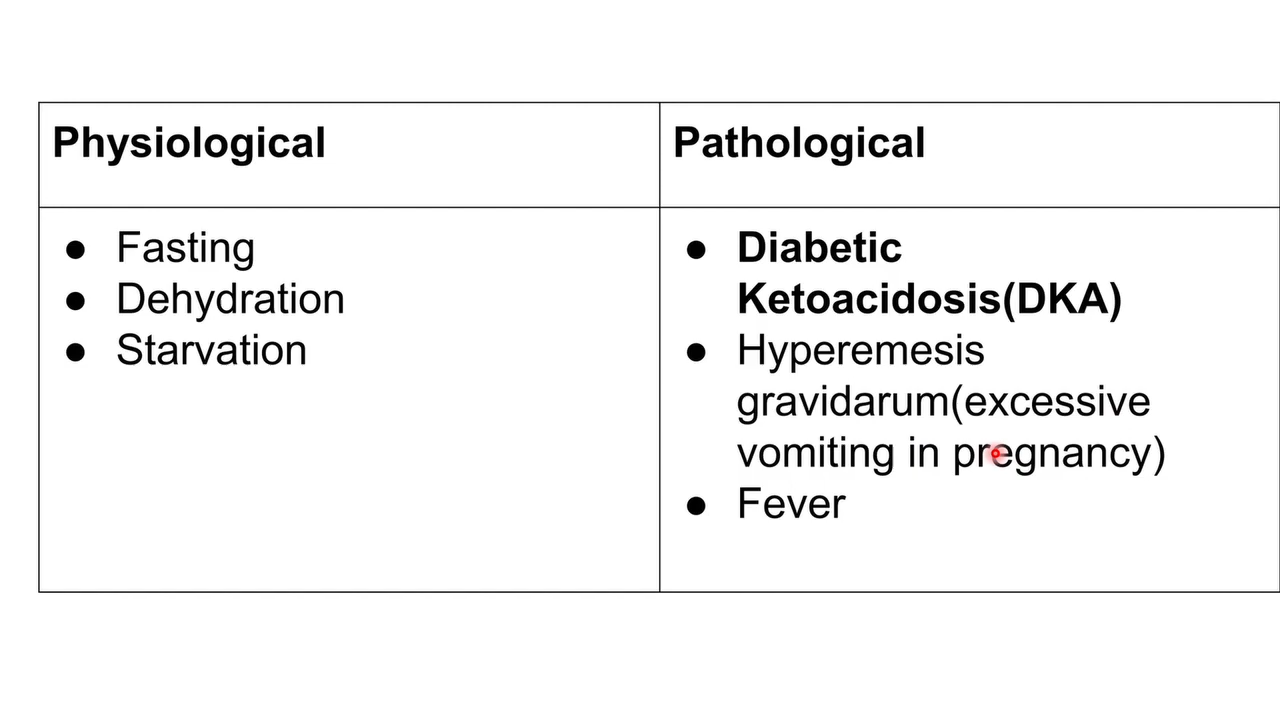 Physiological
Pathological
● Fasting
● Dehydration
● Starvation
● Diabetic
Ketoacidosis(DKA)
● Hyperemesis
gravidarum(excessive
vomiting in pregnancy)
● Fever